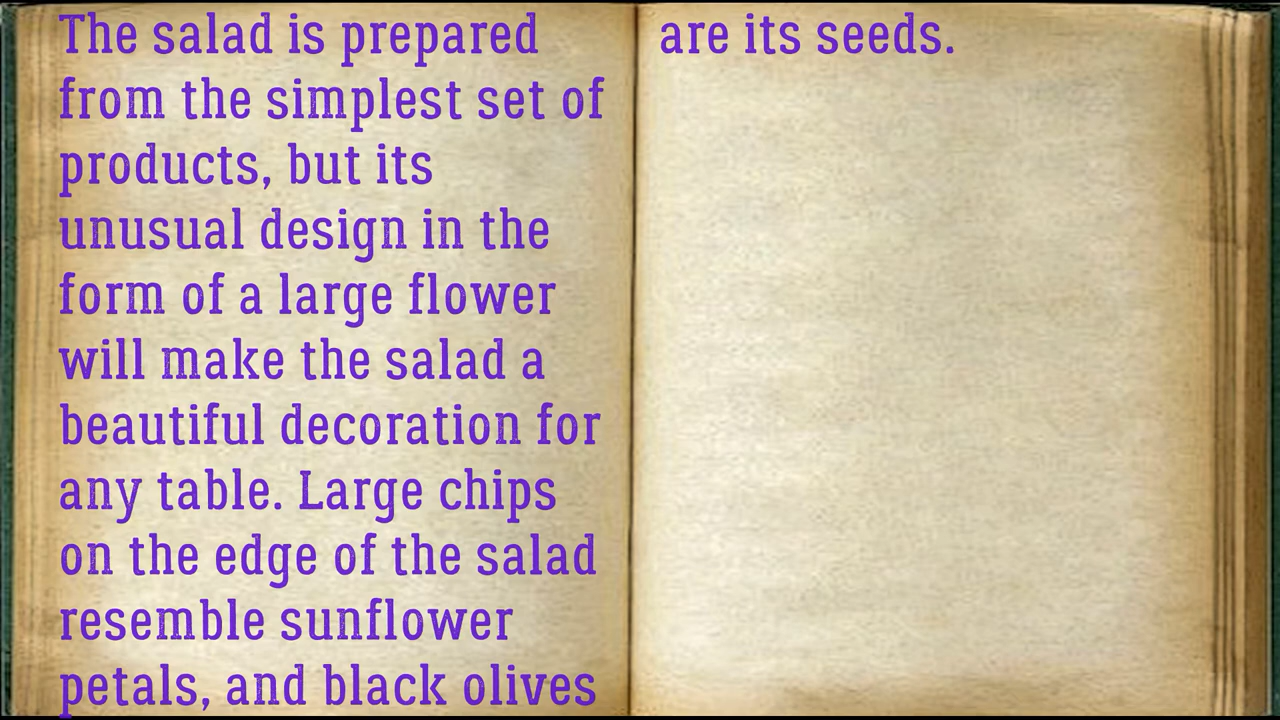 The salad is prepared
from the simplest set of
products, but its
unusual design in the
form of a large flower
will make the salad a
beautiful decoration for
any table. Large chips
on the edge of the salad
resemble sunflower
petals, and black olives
are its seeds.